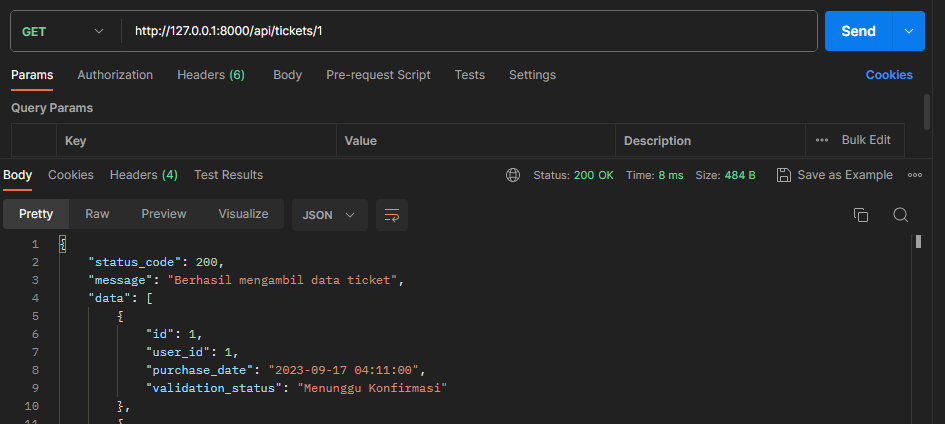 GET http://127.0.0.1:8000/api/tickets/1 Send
Params Authorization Headers (6) Body Pre-request Script Tests Settings Cookies
Query Params
Key Value Description ••• Bulk Edit
Body Cookies Headers (4) Test Results Status: 200 OK Time: 8 ms Size: 484 B Save as Example •••
Pretty Raw Preview Visualize JSON
1 {
2 "status_code": 200,
3 "message": "Berhasil mengambil data ticket",
4 "data": [
5 {
6 "id": 1,
7 "user_id": 1,
8 "purchase_date": "2023-09-17 04:11:00",
9 "validation_status": "Menunggu Konfirmasi"
10 },
11 {